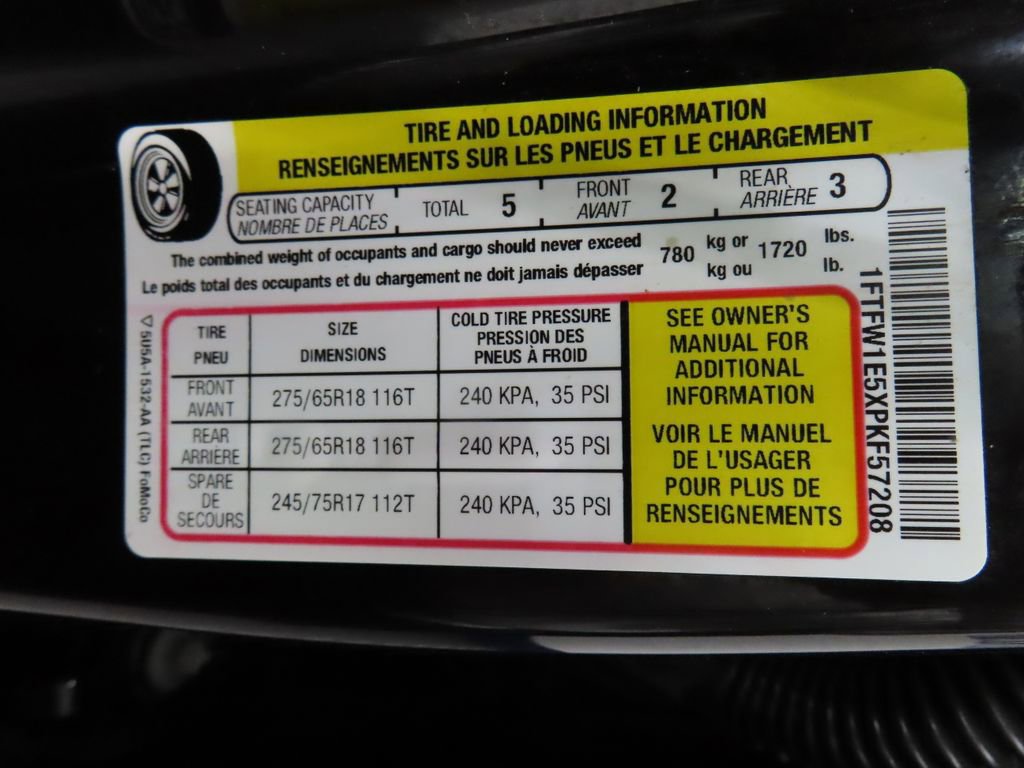 TIRE AND LOADING INFORMATION
RENSEIGNEMENTS SUR LES PNEUS ET LE CHARGEMENT
SEATING CAPACITY TOTAL 5 FRONT 2 REAR 3
NOMBRE DE PLACES AVANT ARRIÈRE
The combined weight of occupants and cargo should never exceed 780 kg or 1720 lbs.
Le poids total des occupants et du chargement ne doit jamais dépasser kg ou lb.
TIRE SIZE COLD TIRE PRESSURE
PNEU DIMENSIONS PRESSION DES
PNEUS À FROID
FRONT
AVANT 275/65R18 116T 240 KPA, 35 PSI
REAR
ARRIÈRE 275/65R18 116T 240 KPA, 35 PSI
SPARE
DE
SECOURS 245/75R17 112T 240 KPA, 35 PSI
SEE OWNER'S
MANUAL FOR
ADDITIONAL
INFORMATION
VOIR LE MANUEL
DE L'USAGER
POUR PLUS DE
RENSEIGNEMENTS
5U5A-1532-AA (TLC) FoMoCo
1FTFW1E5XPKF57208